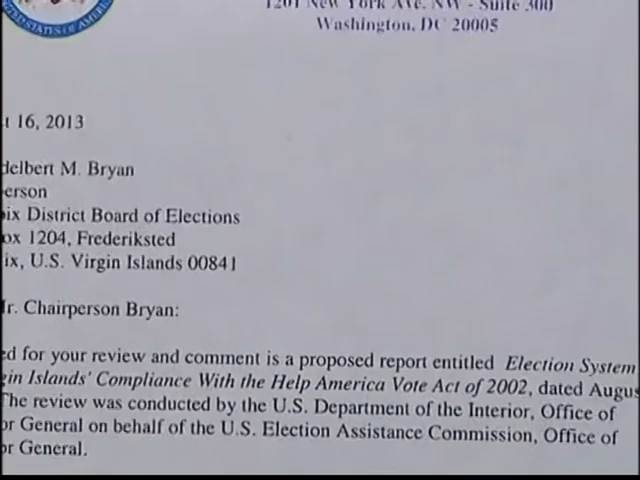 UNITED STATES OF AMERICA
1201 New York Ave. NW - Suite 300
Washington, DC 20005
t 16, 2013
delbert M. Bryan
erson
ix District Board of Elections
ox 1204, Frederiksted
ix, U.S. Virgin Islands 00841
r. Chairperson Bryan:
ed for your review and comment is a proposed report entitled Election System
gin Islands' Compliance With the Help America Vote Act of 2002, dated Augus
The review was conducted by the U.S. Department of the Interior, Office of
or General on behalf of the U.S. Election Assistance Commission, Office of
or General.